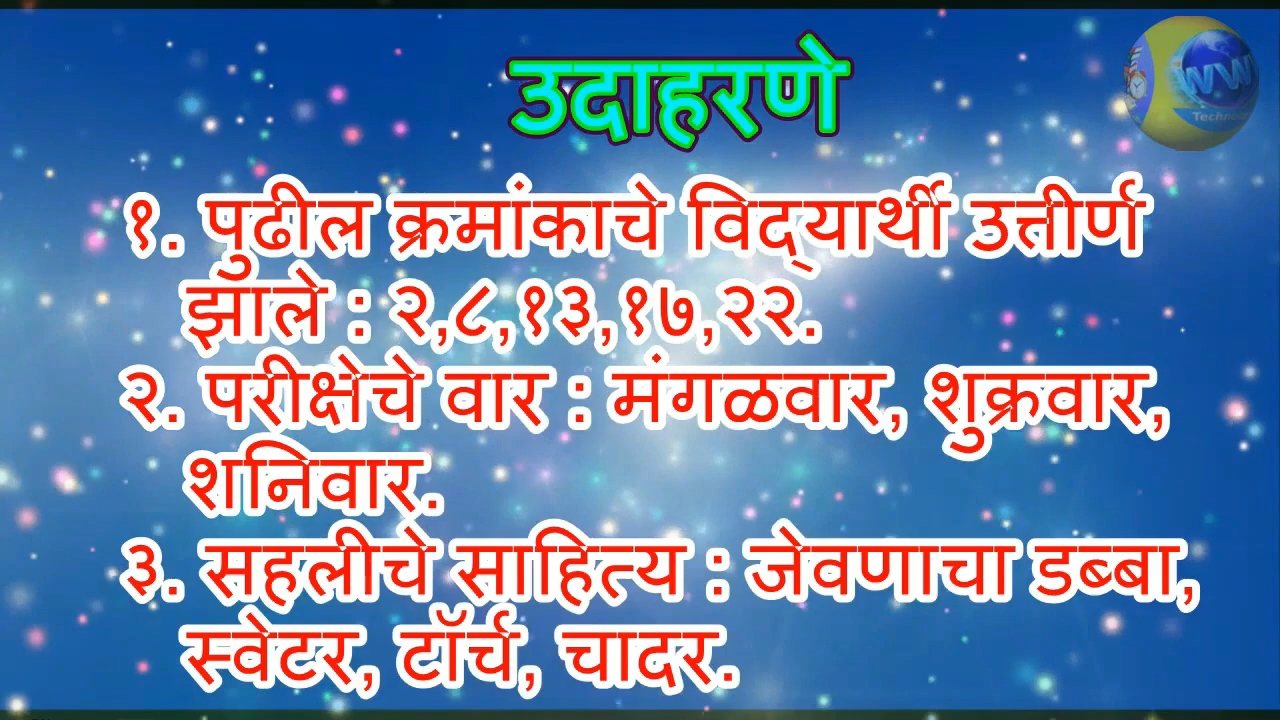 उदाहरणे
WW
१. पुढील क्रमांकाचे विद्‌यार्थी उत्तीर्ण
झाले : २,८,१३,१७,२२.
२. परीक्षेचे वार : मंगळवार, शुक्रवार,
शनिवार.
३. सहलीचे साहित्य : जेवणाचा डब्बा,
स्वेटर, टॉर्च, चादर.